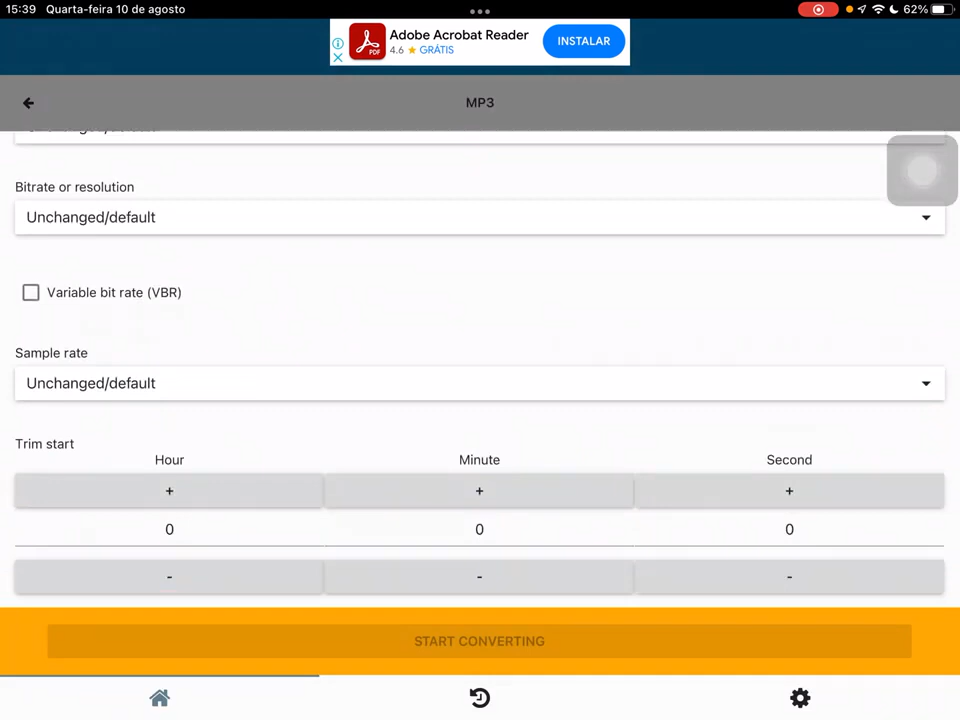 15:39 Quarta-feira 10 de agosto
62%
Adobe Acrobat Reader
4.6 ★ GRÁTIS
INSTALAR
PDF
MP3
Unchanged/default
Bitrate or resolution
Unchanged/default
Variable bit rate (VBR)
Sample rate
Unchanged/default
Trim start
Hour Minute Second
+ + +
0 0 0
- - -
START CONVERTING